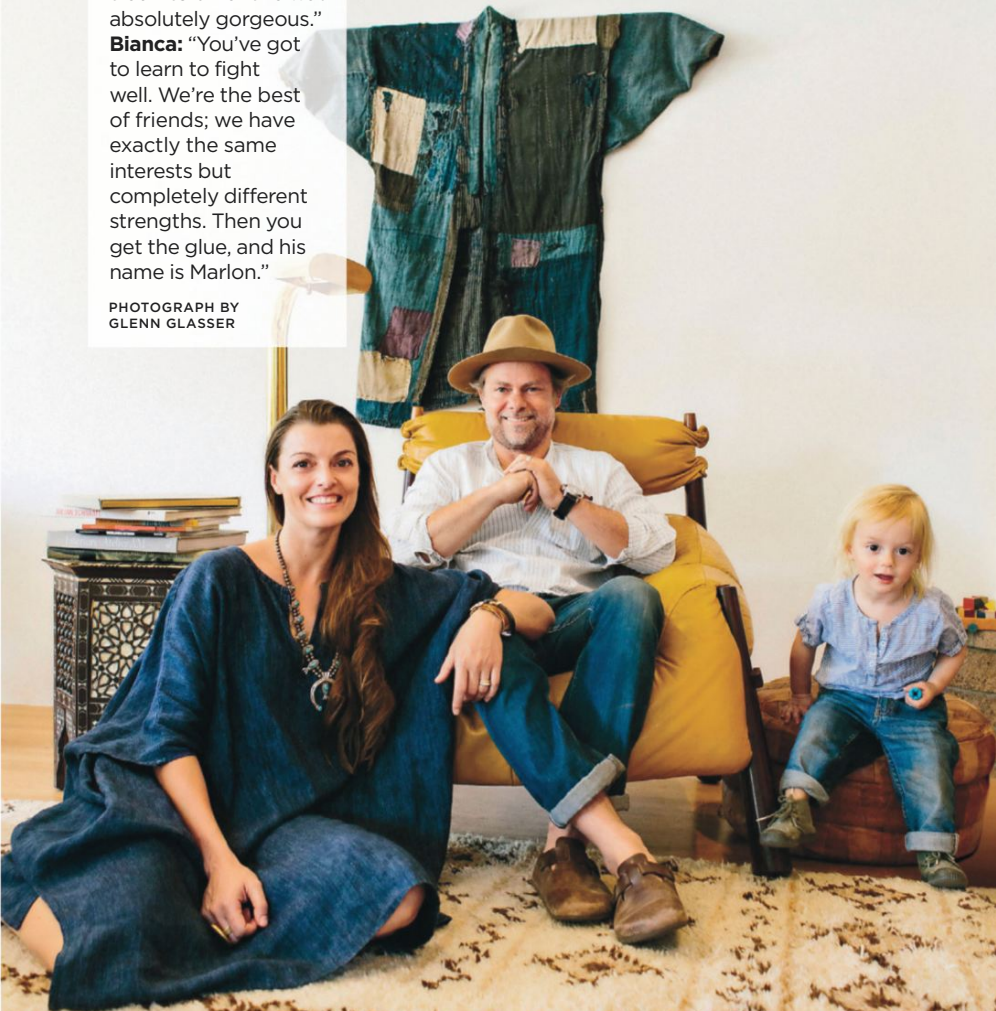 absolutely gorgeous.”
Bianca: “You’ve got
to learn to fight
well. We’re the best
of friends; we have
exactly the same
interests but
completely different
strengths. Then you
get the glue, and his
name is Marlon.”
PHOTOGRAPH BY
GLENN GLASSER